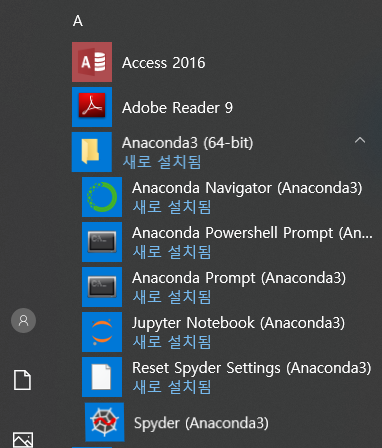 A
Access 2016
Adobe Reader 9
Anaconda3 (64-bit)
새로 설치됨
Anaconda Navigator (Anaconda3)
새로 설치됨
Anaconda Powershell Prompt (An...
새로 설치됨
Anaconda Prompt (Anaconda3)
새로 설치됨
Jupyter Notebook (Anaconda3)
새로 설치됨
Reset Spyder Settings (Anaconda3)
새로 설치됨
Spyder (Anaconda3)